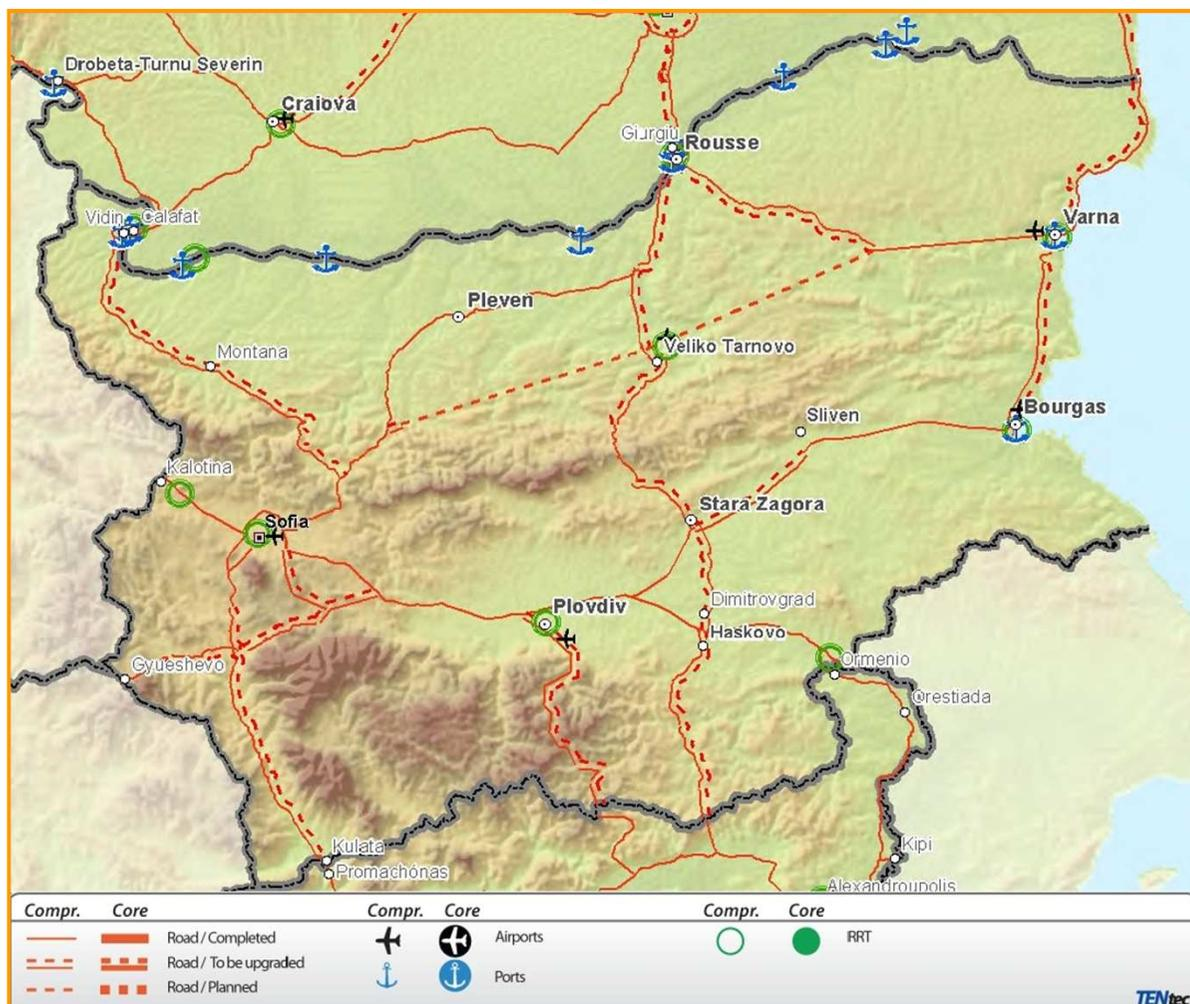 Drobeta-Turnu Severin
Craiova
Giurgiu
Rousse
Vidin
Calafat
Varna
Pleven
Veliko Tarnovo
Montana
Sliven
Bourgas
Kalotina
Sofia
Stara Zagora
Plovdiv
Dimitrovgrad
Haskovo
Gyueshevo
Ormenio
Orestiada
Kulata
Promachónas
Kipi
Alexandroupolis
Compr. Core Compr. Core Compr. Core
Road / Completed Airports RRT
Road / To be upgraded Ports
Road / Planned
TENtec